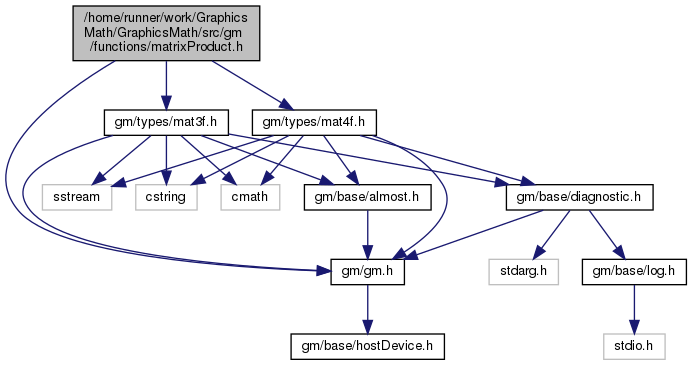 /home/runner/work/Graphics
Math/GraphicsMath/src/gm
/functions/matrixProduct.h
gm/types/mat3f.h
gm/types/mat4f.h
sstream
cstring
cmath
gm/base/almost.h
gm/base/diagnostic.h
gm/gm.h
stdarg.h
gm/base/log.h
gm/base/hostDevice.h
stdio.h